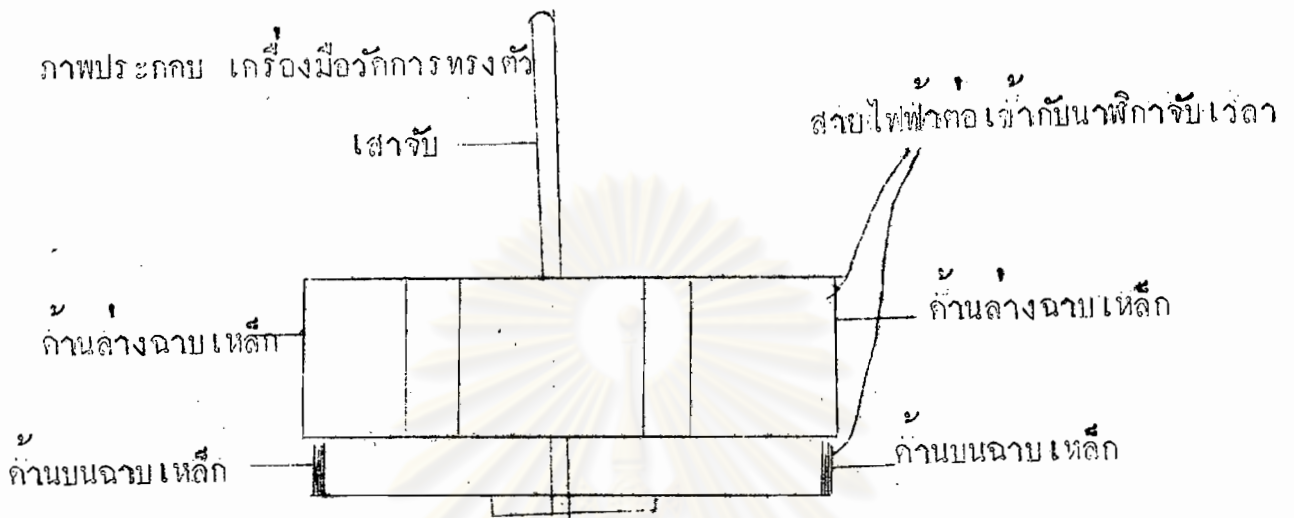 ภาพประกอบ เครื่องมือวัดการทรงตัว
เสาจับ
สายไฟฟ้าต่อเข้ากับนาฬิกาจับเวลา
ด้านล่างฉาบเหล็ก
ด้านล่างฉาบเหล็ก
ด้านบนฉาบเหล็ก
ด้านบนฉาบเหล็ก